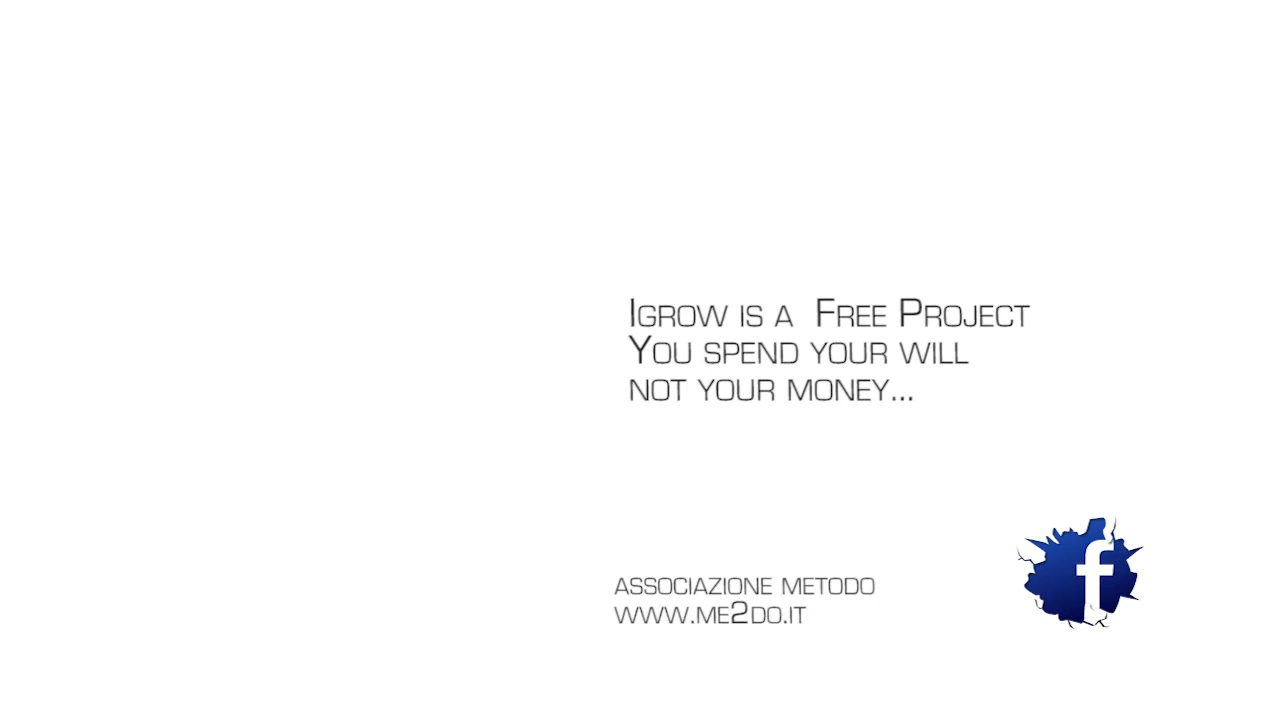 Igrow is a Free Project
You spend your will
not your money...
associazione metodo
www.me2do.it
f